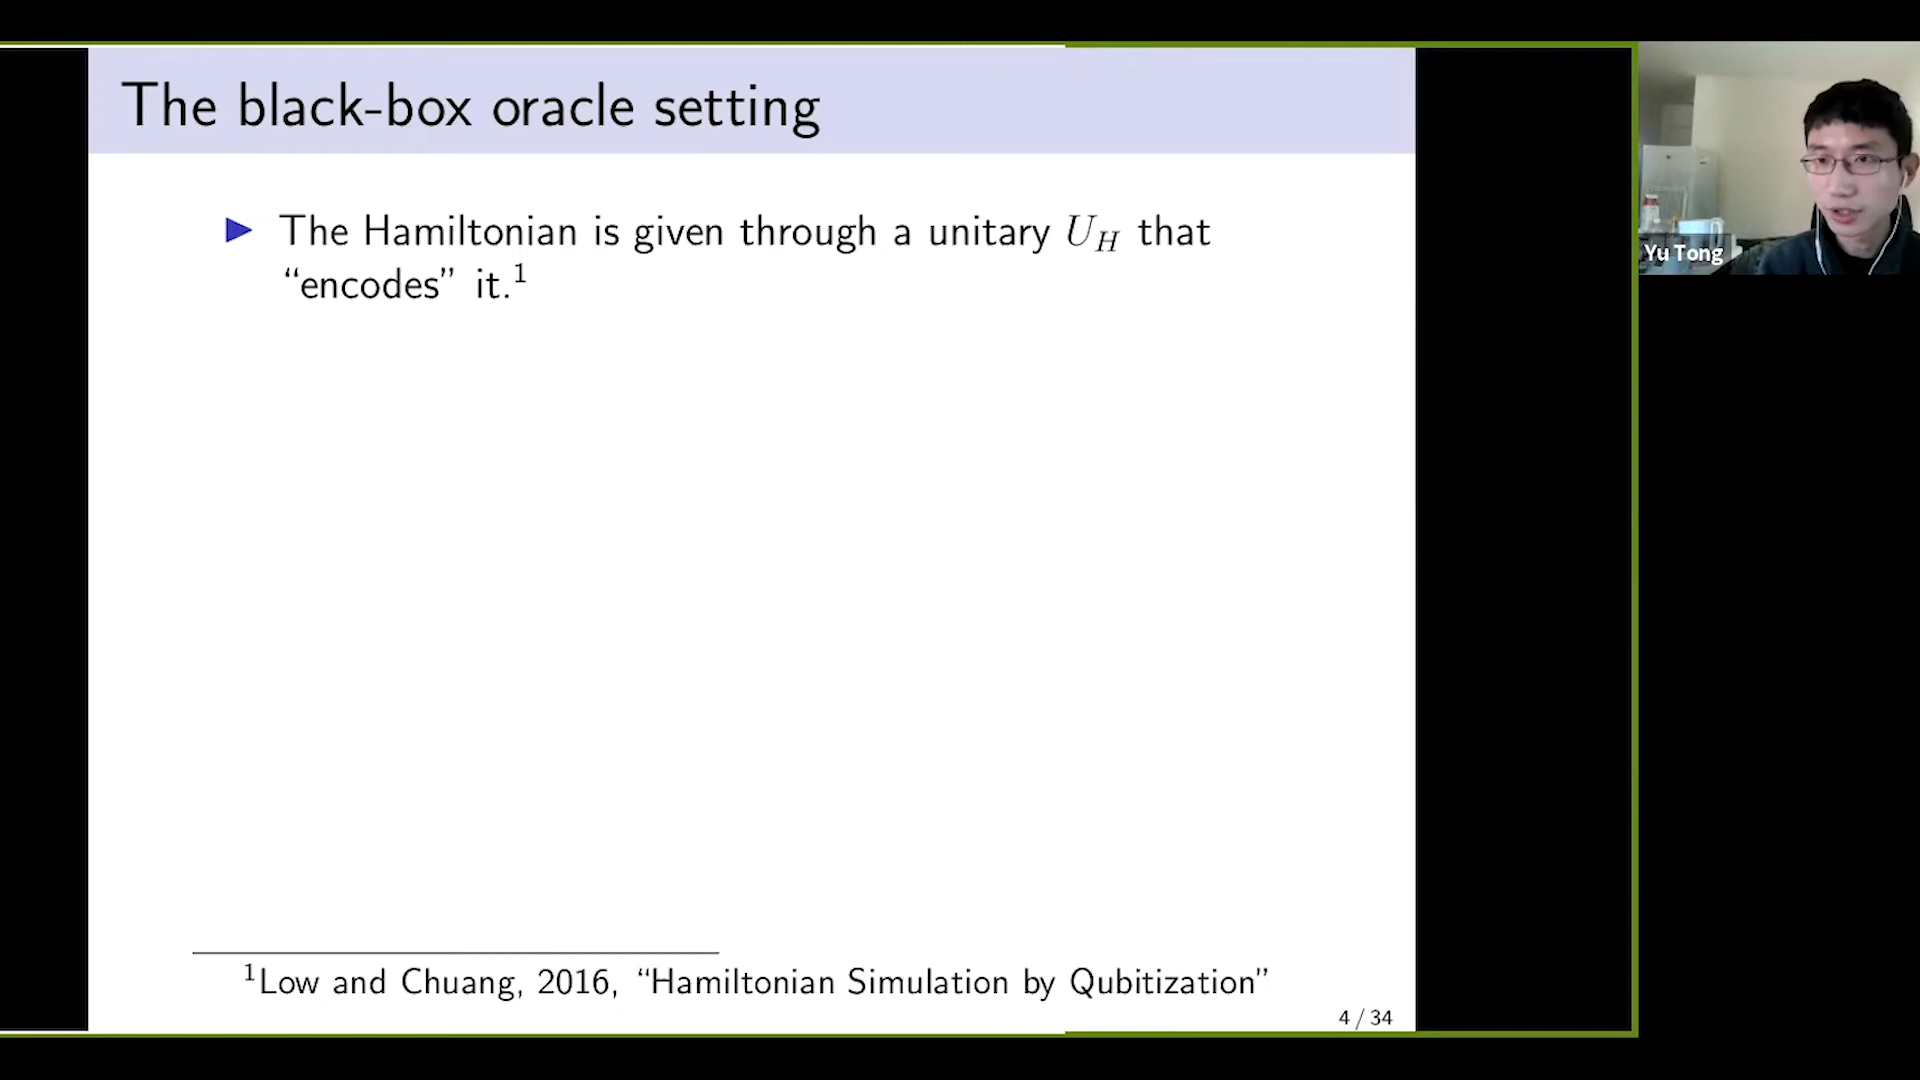 The black-box oracle setting
▶ The Hamiltonian is given through a unitary U_H that
“encodes” it.¹
¹Low and Chuang, 2016, “Hamiltonian Simulation by Qubitization”
4 / 34
Yu Tong